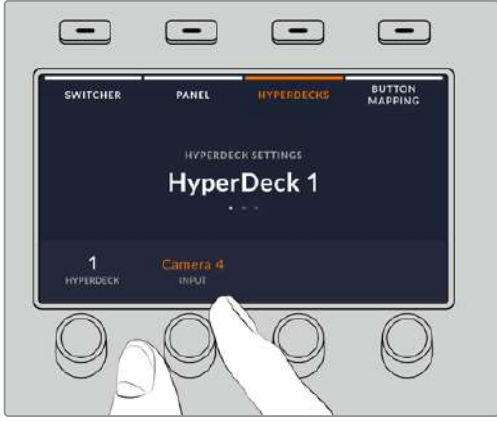 SWITCHER
PANEL
HYPERDECKS
BUTTON
MAPPING
HYPERDECK SETTINGS
HyperDeck 1
1
HYPERDECK
Camera 4
INPUT